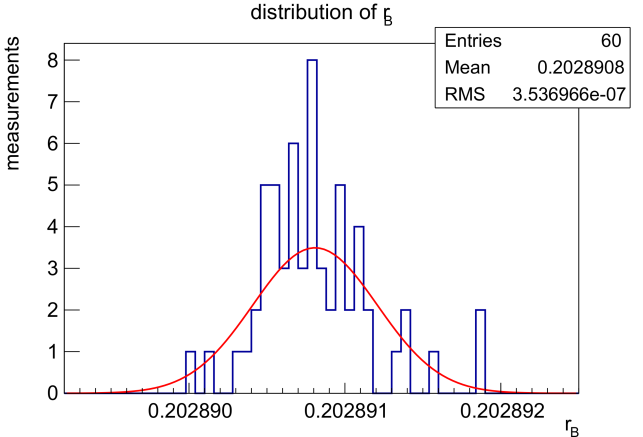 distribution of r_B
Entries 60
Mean 0.2028908
RMS 3.536966e-07
measurements
8
7
6
5
4
3
2
1
0
0.202890 0.202891 0.202892
r_B